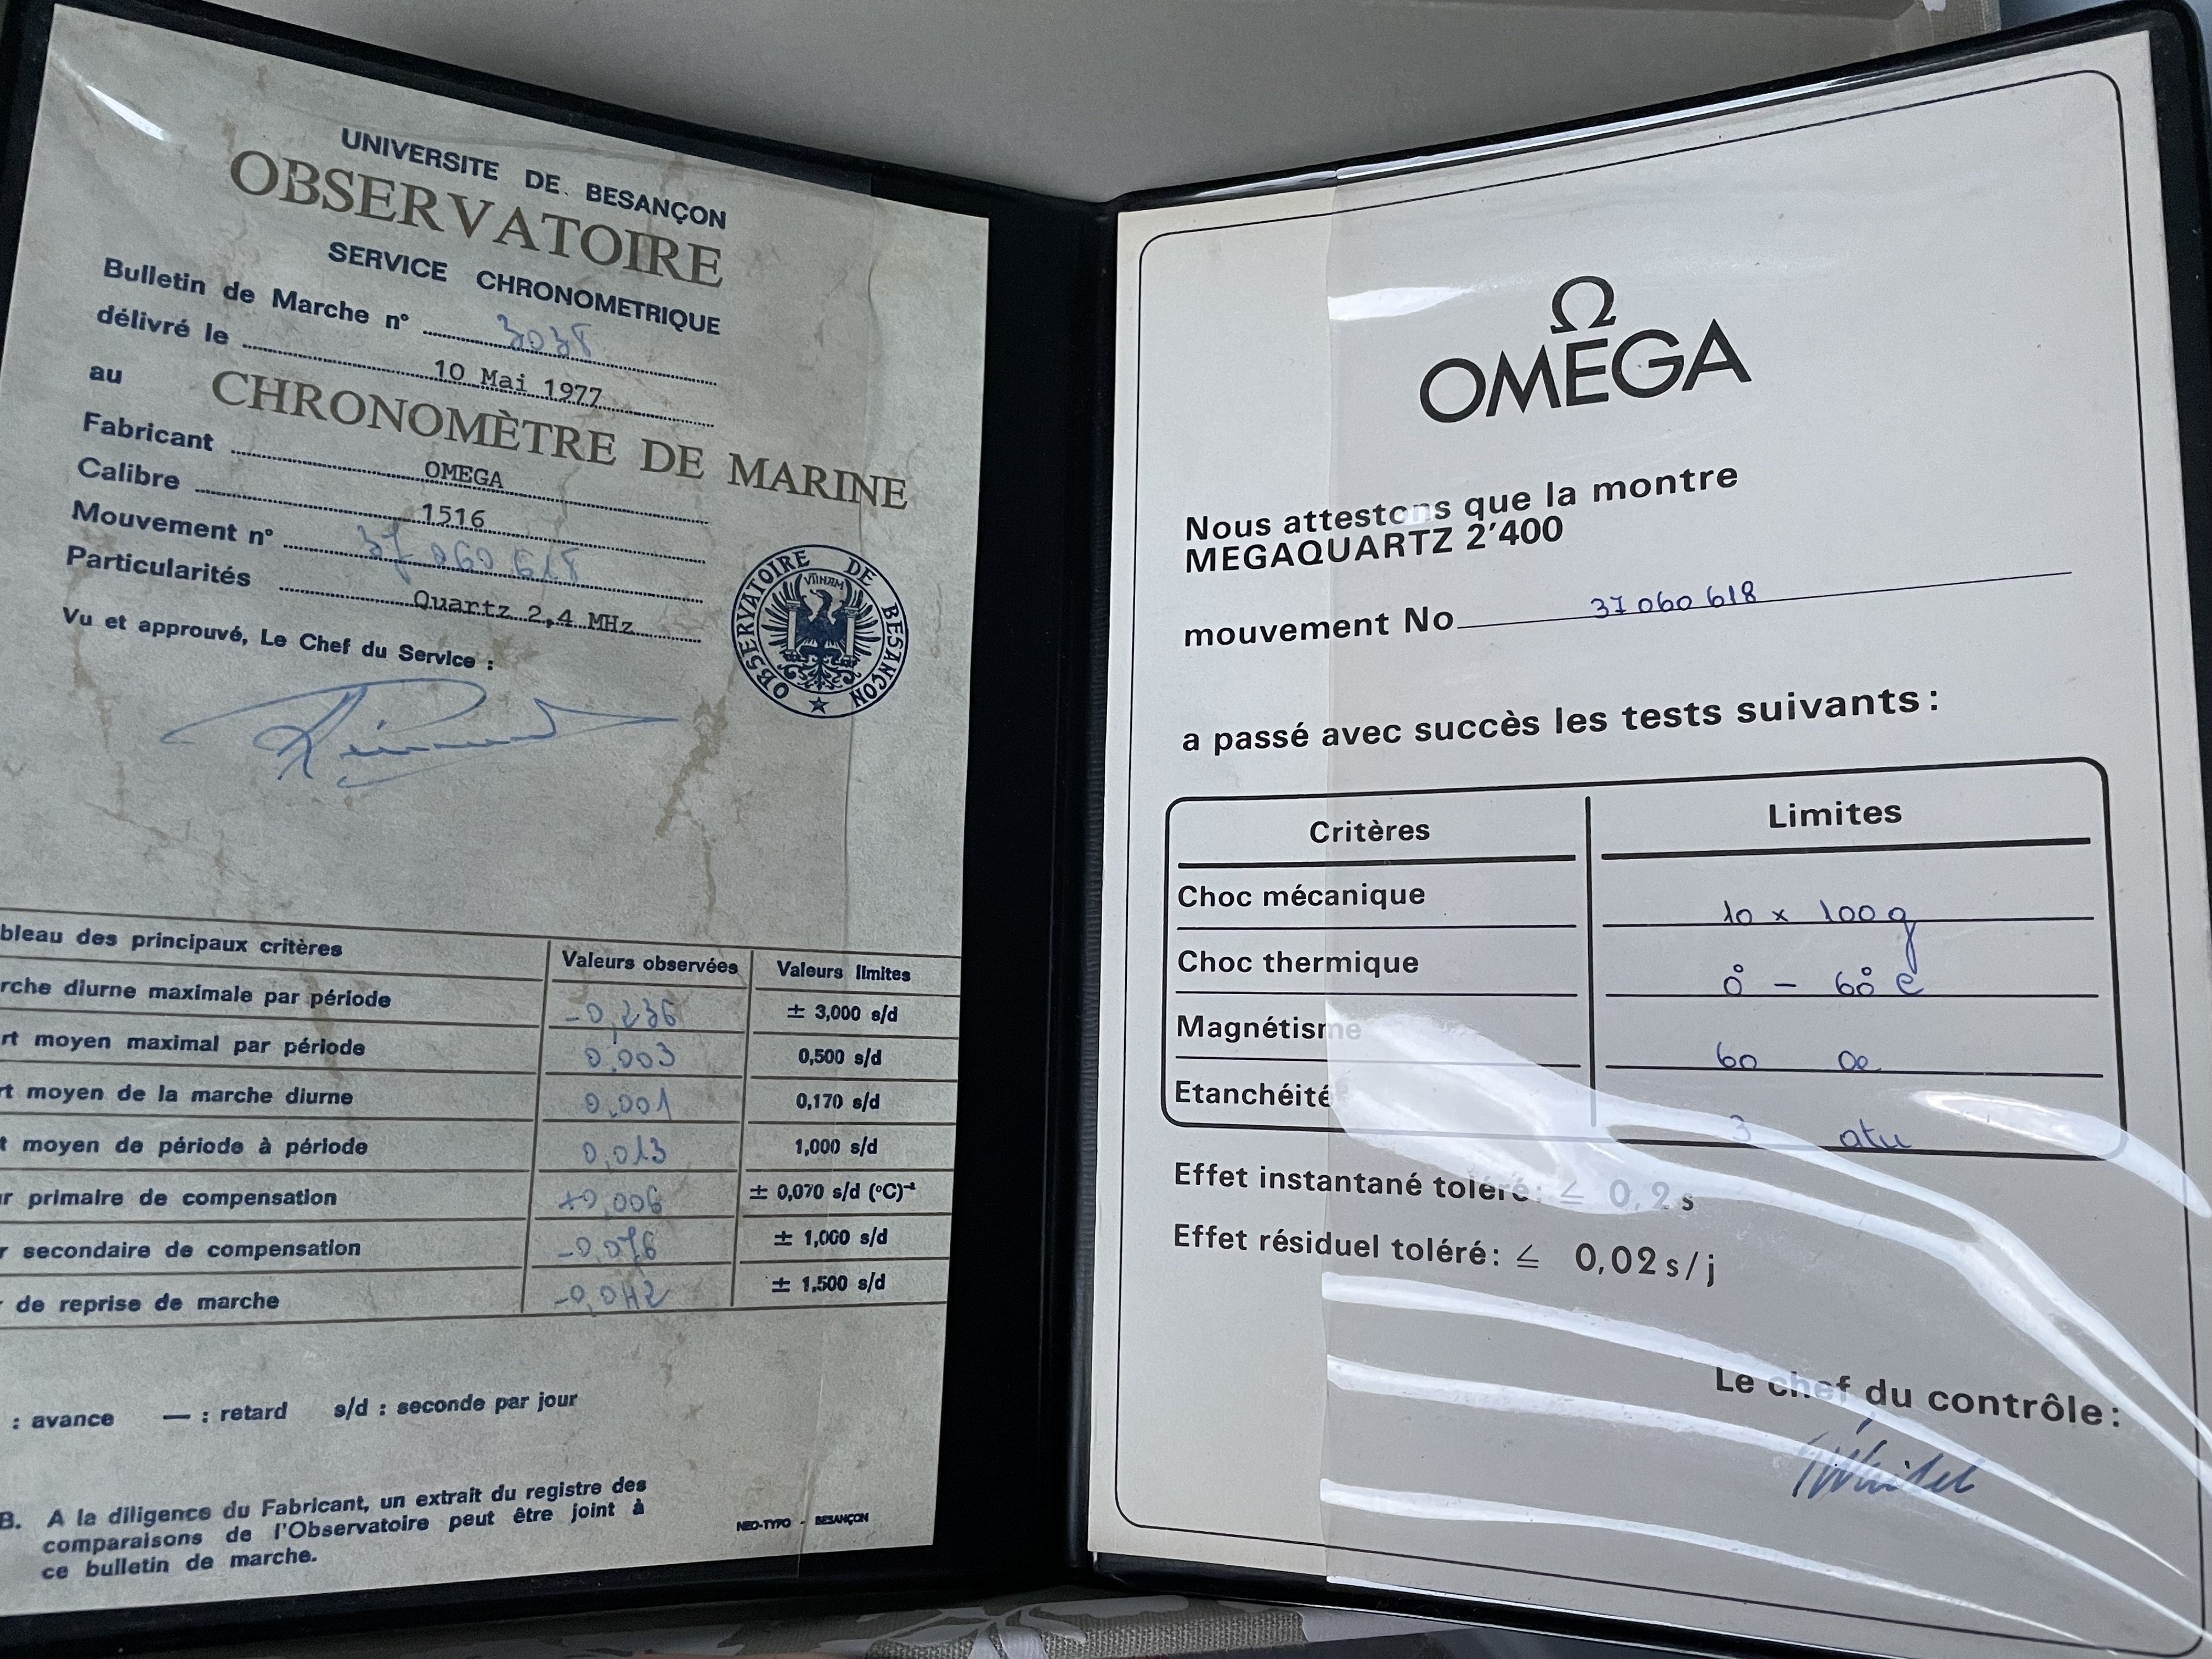 UNIVERSITE DE BESANÇON
OBSERVATOIRE
SERVICE CHRONOMETRIQUE
Bulletin de Marche n° 3038
délivré le 10 Mai 1977
au CHRONOMÈTRE DE MARINE
Fabricant OMEGA
Calibre 1516
Mouvement n° 37 060 618
Particularités Quartz 2,4 MHz
Vu et approuvé, Le Chef du Service :
OBSERVATOIRE DE BESANÇON
bleau des principaux critères Valeurs observées Valeurs limites
rche diurne maximale par période -0,236 ± 3,000 s/d
rt moyen maximal par période 0.003 0,500 s/d
rt moyen de la marche diurne 0.001 0,170 s/d
t moyen de période à période 0,013 1,000 s/d
r primaire de compensation +0,006 ± 0,070 s/d (°C)⁻¹
r secondaire de compensation -0,076 ± 1,000 s/d
r de reprise de marche -0,042 ± 1,500 s/d
: avance — : retard s/d : seconde par jour
B. A la diligence du Fabricant, un extrait du registre des
comparaisons de l'Observatoire peut être joint à
ce bulletin de marche.
NEO-TYPO - BESANÇON
Ω
OMEGA
Nous attestons que la montre
MEGAQUARTZ 2'400
mouvement No 37 060 618
a passé avec succès les tests suivants :
Critères Limites
Choc mécanique 10 x 100 g
Choc thermique 0° - 60° C
Magnétisme 60 Oe
Etanchéité 3 atu
Effet instantané toléré: ≤ 0,2 s
Effet résiduel toléré: ≤ 0,02 s/j
Le chef du contrôle: